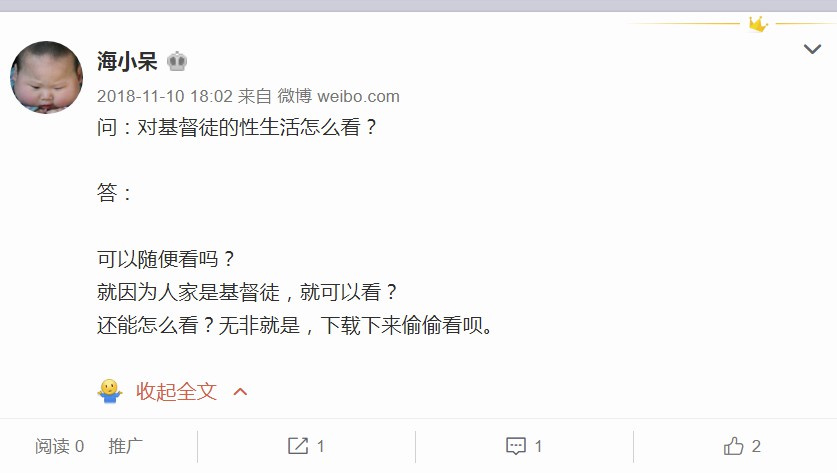 海小呆
2018-11-10 18:02 来自 微博 weibo.com
问：对基督徒的性生活怎么看？
答：
可以随便看吗？
就因为人家是基督徒，就可以看？
还能怎么看？无非就是，下载下来偷偷看呗。
收起全文
阅读 0 推广 1 1 2